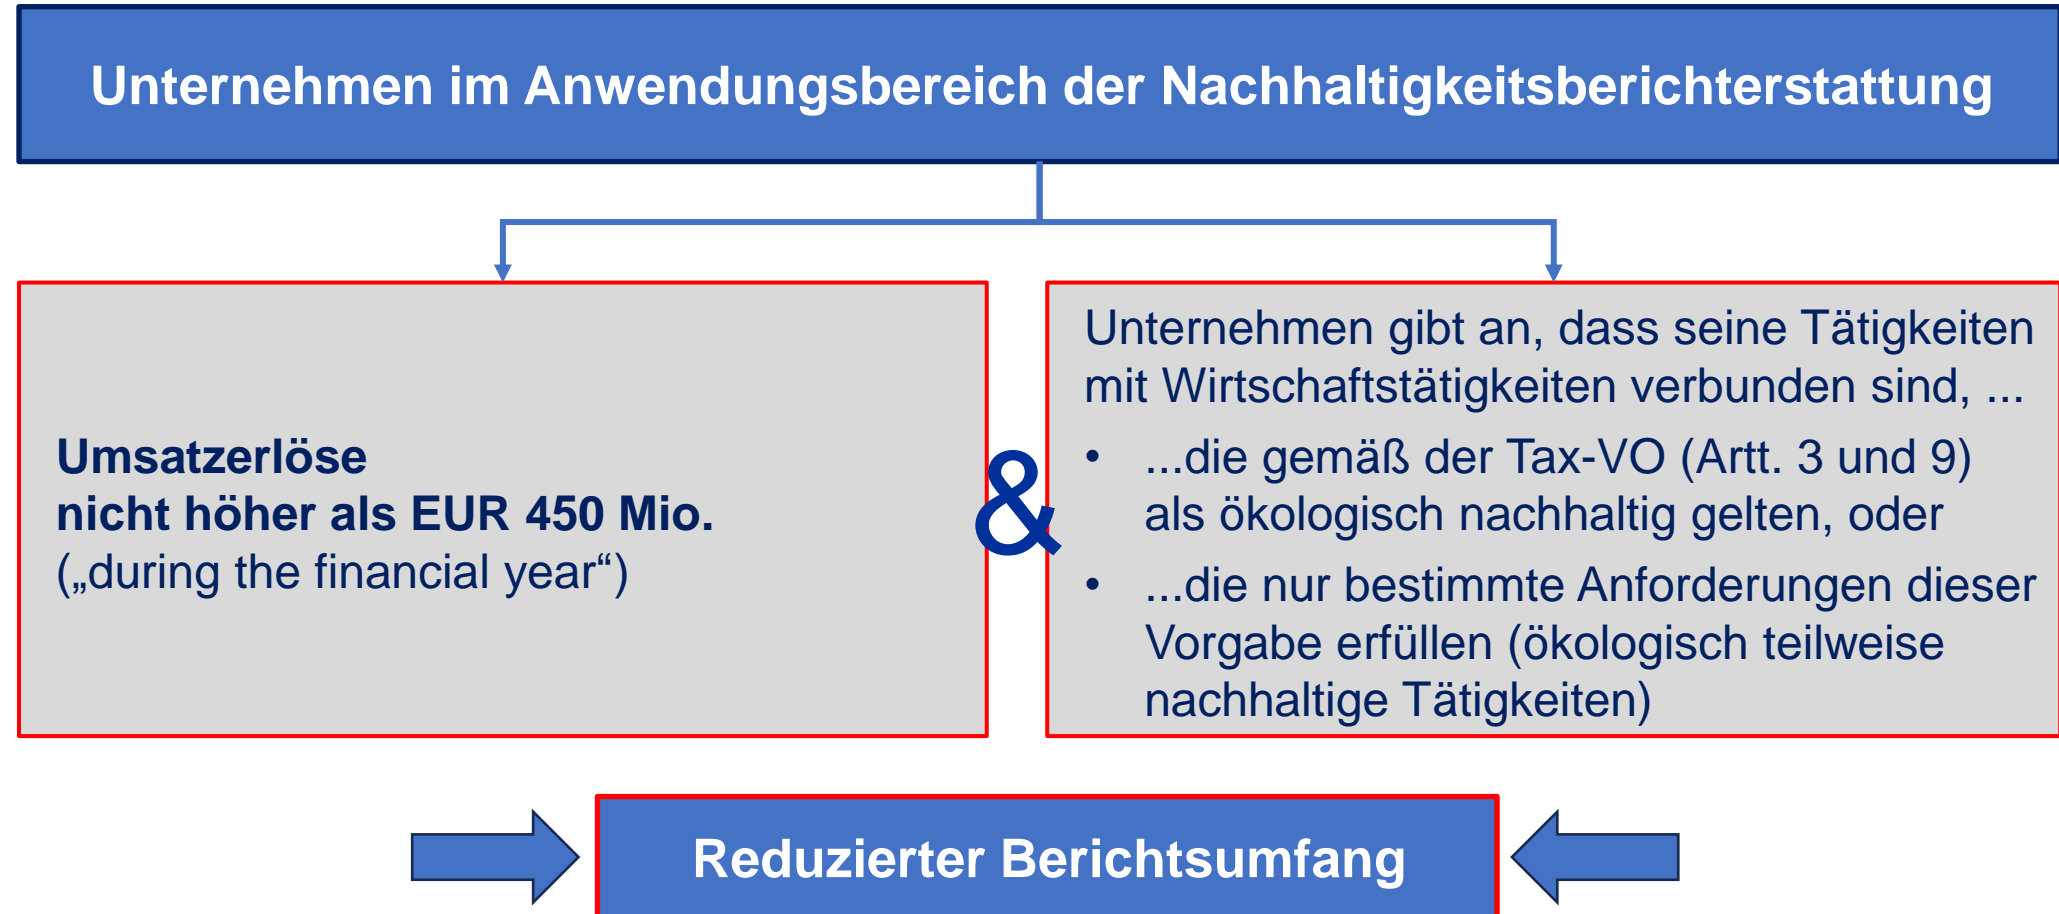 Unternehmen im Anwendungsbereich der Nachhaltigkeitsberichterstattung
Umsatzerlöse
nicht höher als EUR 450 Mio.
(„during the financial year“)
&
Unternehmen gibt an, dass seine Tätigkeiten
mit Wirtschaftstätigkeiten verbunden sind, ...
• ...die gemäß der Tax-VO (Artt. 3 und 9)
als ökologisch nachhaltig gelten, oder
• ...die nur bestimmte Anforderungen dieser
Vorgabe erfüllen (ökologisch teilweise
nachhaltige Tätigkeiten)
Reduzierter Berichtsumfang